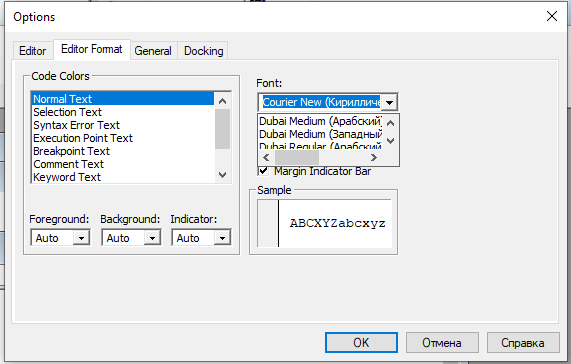 Options
Editor
Editor Format
General
Docking
Code Colors
Normal Text
Selection Text
Syntax Error Text
Execution Point Text
Breakpoint Text
Comment Text
Keyword Text
Foreground:
Background:
Indicator:
Auto
Auto
Auto
Font:
Courier New (Кирилличе
Dubai Medium (Арабский)
Dubai Medium (Западный
Dubai Regular (Арабский
Margin Indicator Bar
Sample
ABCXYZabcxyz
OK
Отмена
Справка